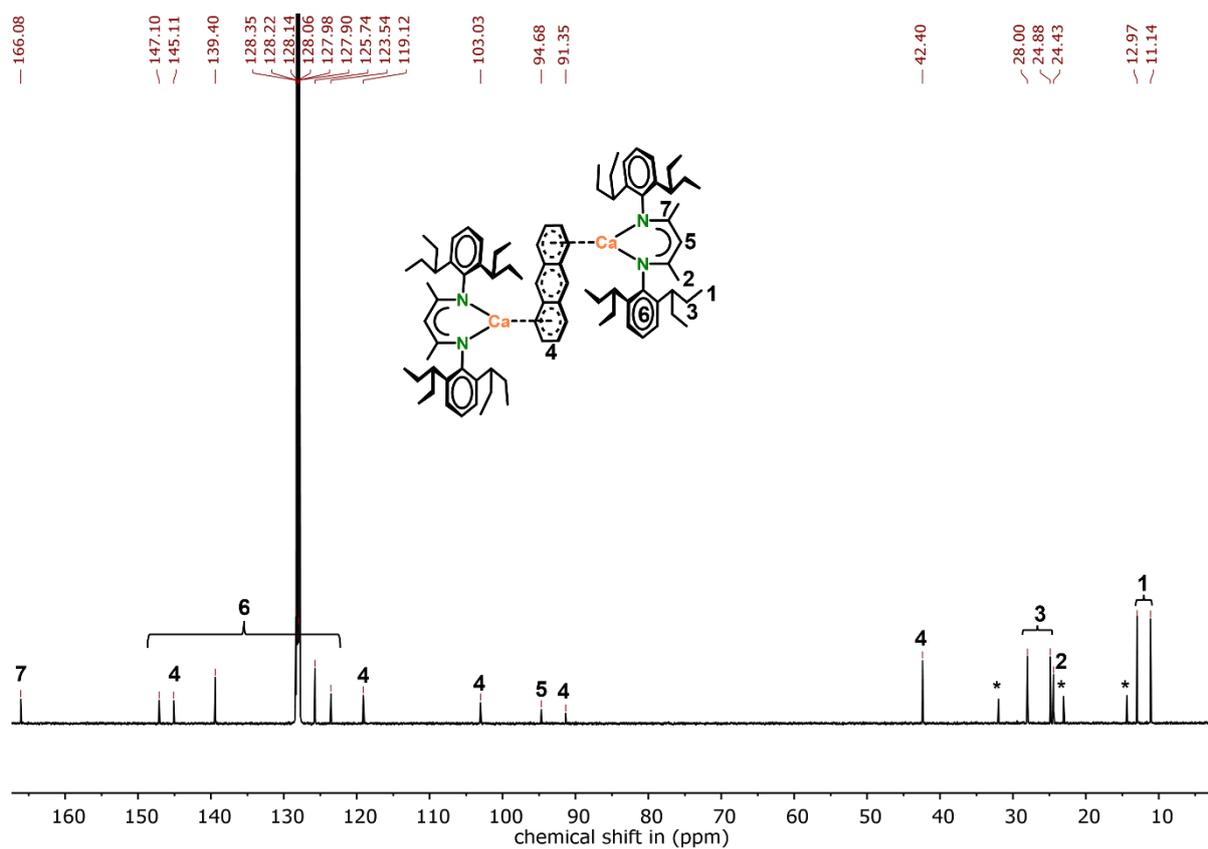 166.08
147.10
145.11
139.40
128.35
128.22
128.14
128.06
127.98
127.90
125.74
123.54
119.12
103.03
94.68
91.35
42.40
28.00
24.88
24.43
12.97
11.14
N 7
Ca 5
N 2
1
3
6
N
Ca
N
4
7 4 6 4 4 5 4 4 * 3 2 * * 1
160 150 140 130 120 110 100 90 80 70 60 50 40 30 20 10
chemical shift in (ppm)